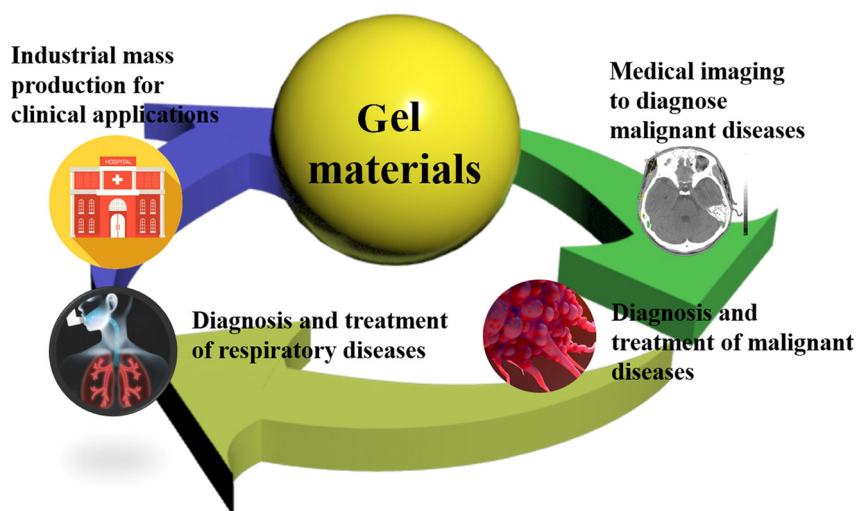 Industrial mass
production for
clinical applications
HOSPITAL
Gel
materials
Medical imaging
to diagnose
malignant diseases
Diagnosis and treatment
of respiratory diseases
Diagnosis and
treatment of malignant
diseases